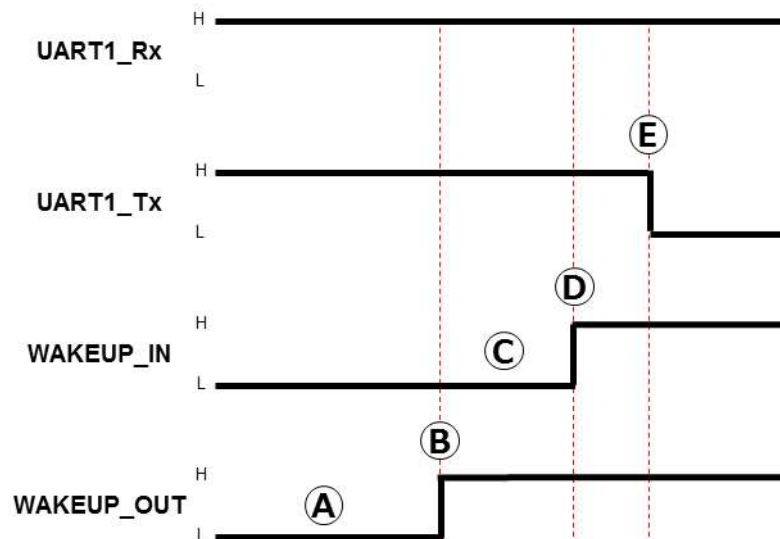 H
UART1_Rx
L
E
H
UART1_Tx
L
D
H
WAKEUP_IN
C
L
B
H
WAKEUP_OUT
A
L